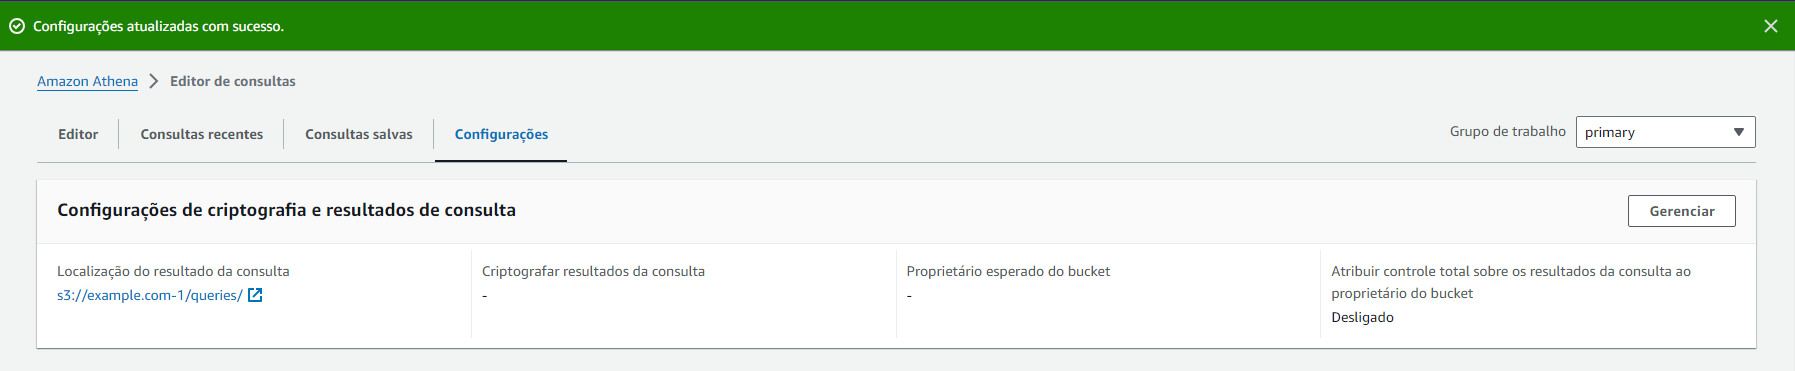 Configurações atualizadas com sucesso.
Amazon Athena > Editor de consultas
Editor
Consultas recentes
Consultas salvas
Configurações
Grupo de trabalho
primary
Configurações de criptografia e resultados de consulta
Gerenciar
Localização do resultado da consulta
s3://example.com-1/queries/
Criptografar resultados da consulta
-
Proprietário esperado do bucket
-
Atribuir controle total sobre os resultados da consulta ao
proprietário do bucket
Desligado